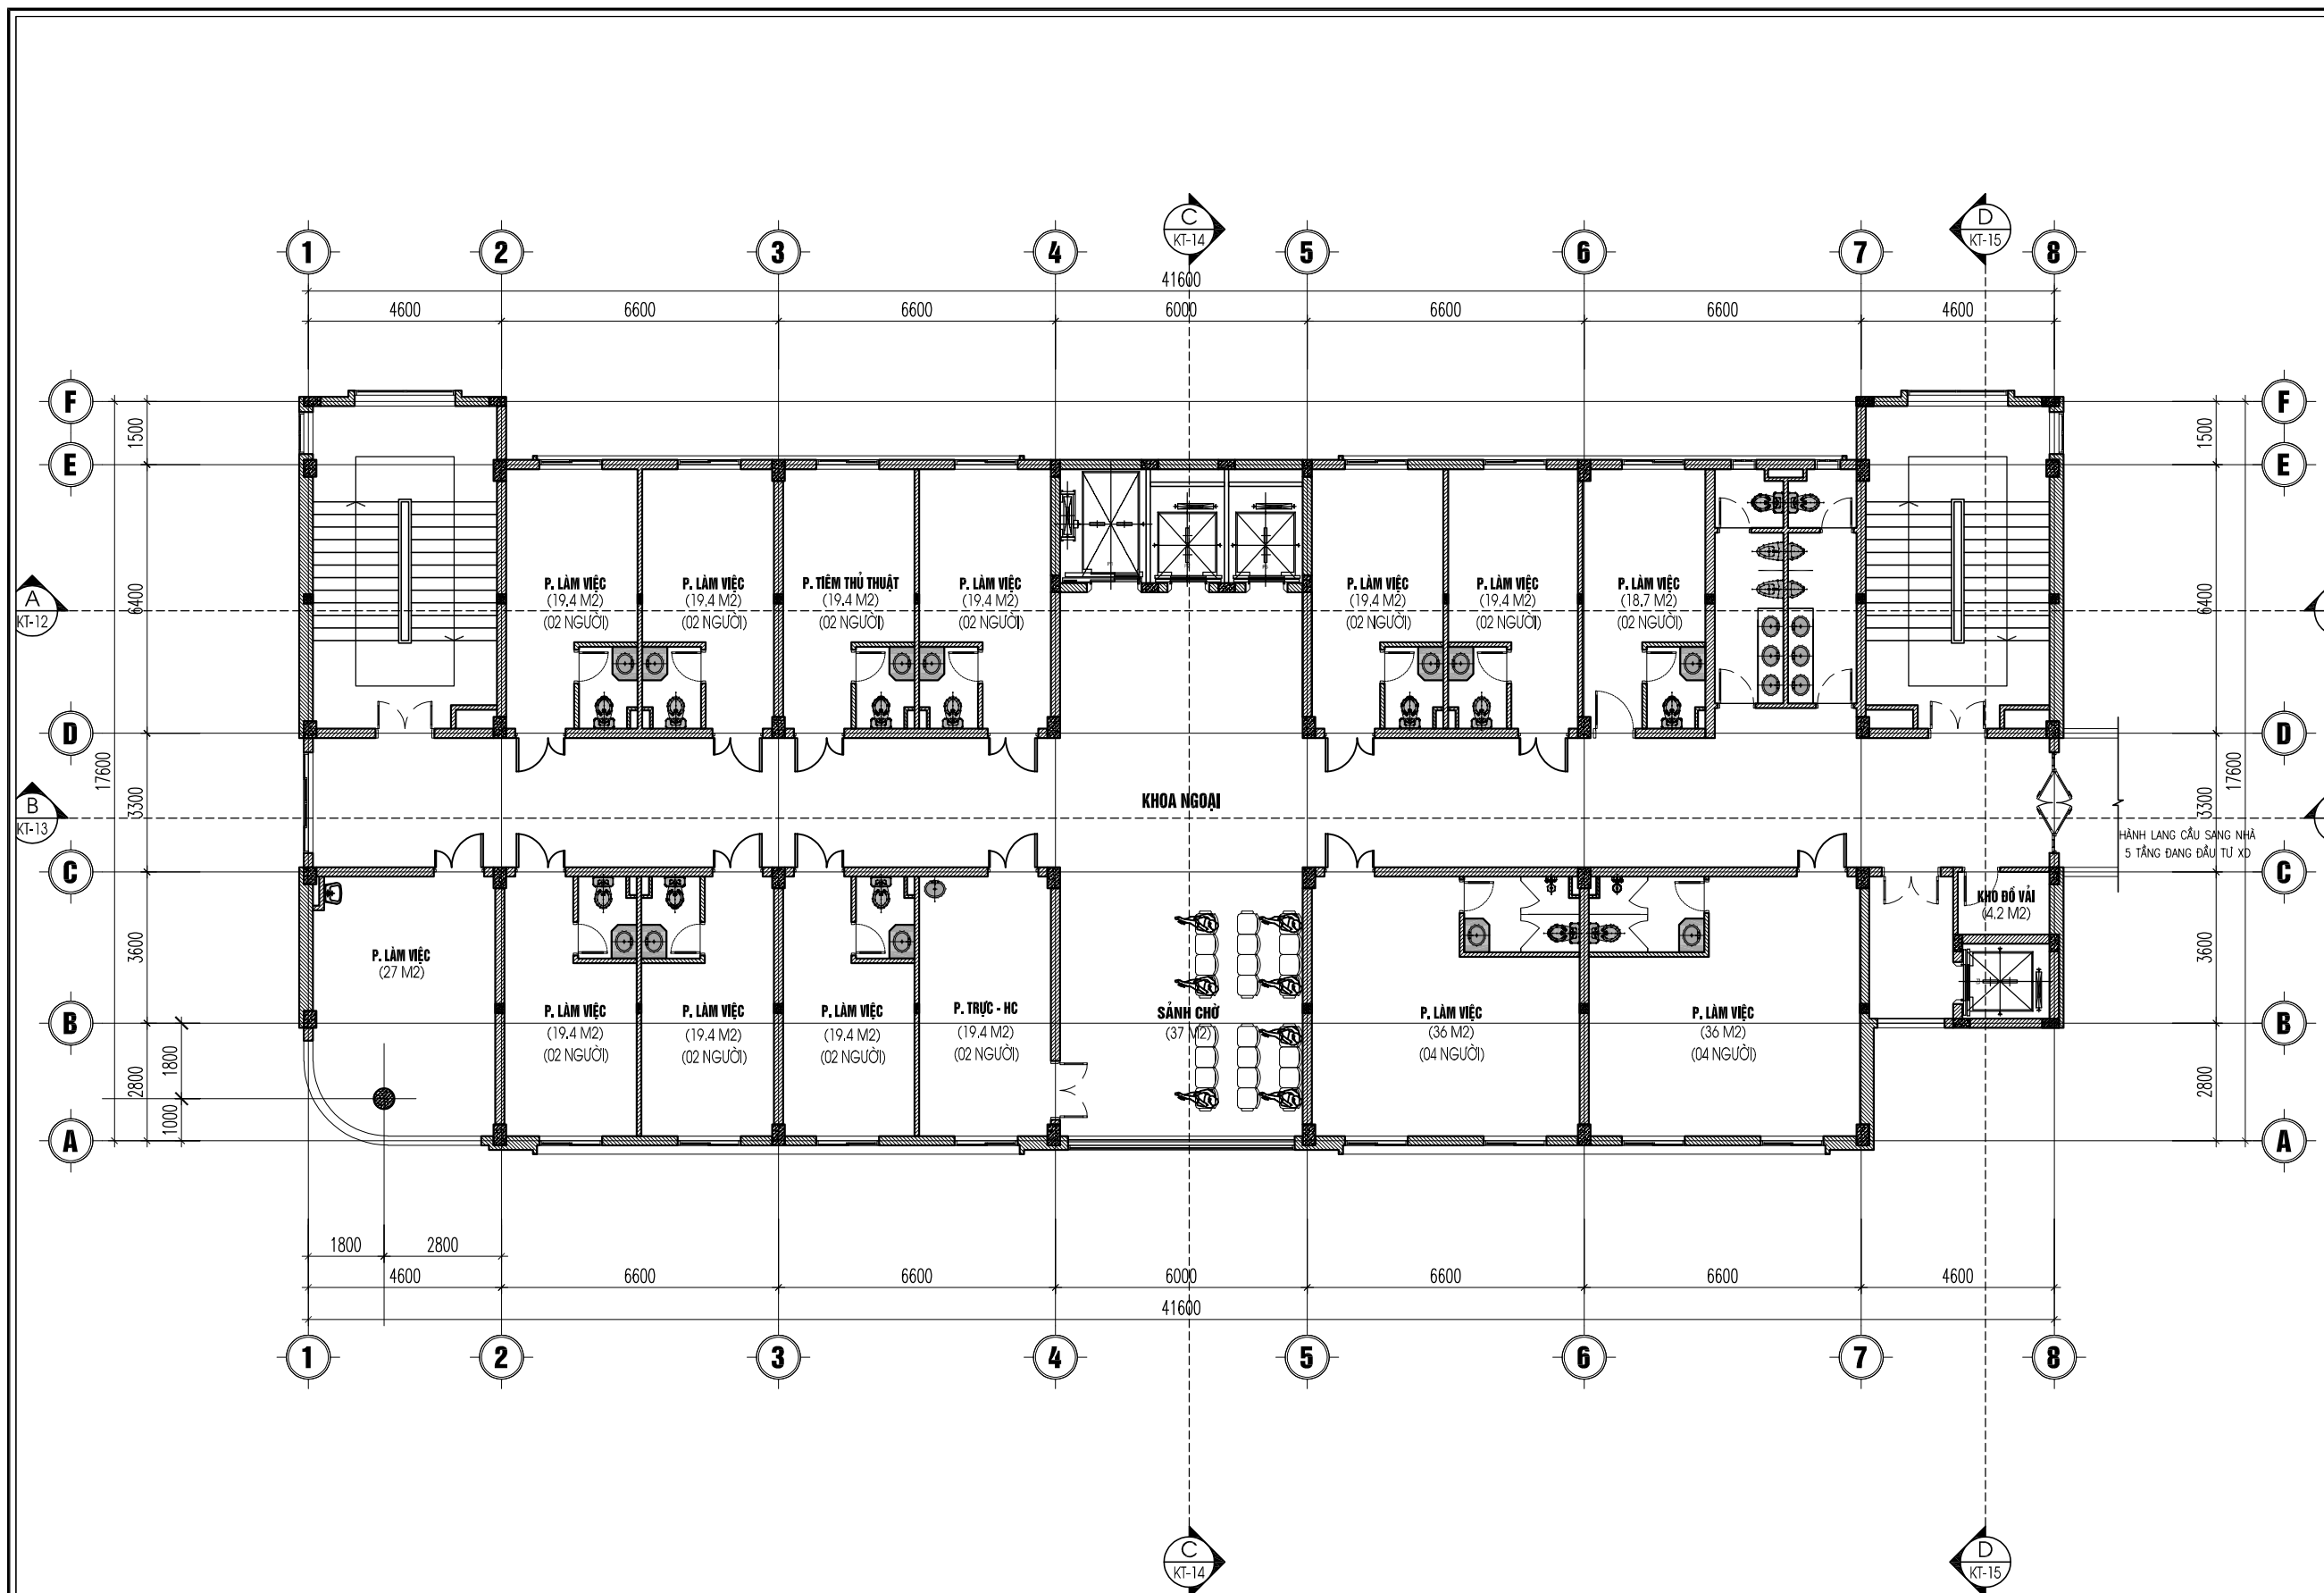 C
KT-14
D
KT-15
1
2
3
4
5
6
7
8
41600
4600
6600
6600
6000
6600
6600
4600
F
F
1500
1500
E
E
P. LÀM VIỆC
(19.4 M2)
(02 NGƯỜI)
P. LÀM VIỆC
(19.4 M2)
(02 NGƯỜI)
P. TIÊM THỦ THUẬT
(19.4 M2)
(02 NGƯỜI)
P. LÀM VIỆC
(19.4 M2)
(02 NGƯỜI)
P. LÀM VIỆC
(19.4 M2)
(02 NGƯỜI)
P. LÀM VIỆC
(19.4 M2)
(02 NGƯỜI)
P. LÀM VIỆC
(18.7 M2)
(02 NGƯỜI)
A
KT-12
6400
6400
D
D
17600
17600
3300
3300
B
KT-13
KHOA NGOẠI
HÀNH LANG CẦU SANG NHÀ
5 TẦNG ĐANG ĐẦU TƯ XD
C
C
KHO ĐỒ VẢI
(4.2 M2)
3600
3600
P. LÀM VIỆC
(27 M2)
P. LÀM VIỆC
(19.4 M2)
(02 NGƯỜI)
P. LÀM VIỆC
(19.4 M2)
(02 NGƯỜI)
P. LÀM VIỆC
(19.4 M2)
(02 NGƯỜI)
P. TRỰC - HC
(19.4 M2)
(02 NGƯỜI)
SẢNH CHỜ
(37 M2)
P. LÀM VIỆC
(36 M2)
(04 NGƯỜI)
P. LÀM VIỆC
(36 M2)
(04 NGƯỜI)
B
B
2800
1800
1000
2800
A
A
1800
2800
4600
6600
6600
6000
6600
6600
4600
41600
1
2
3
4
5
6
7
8
C
KT-14
D
KT-15